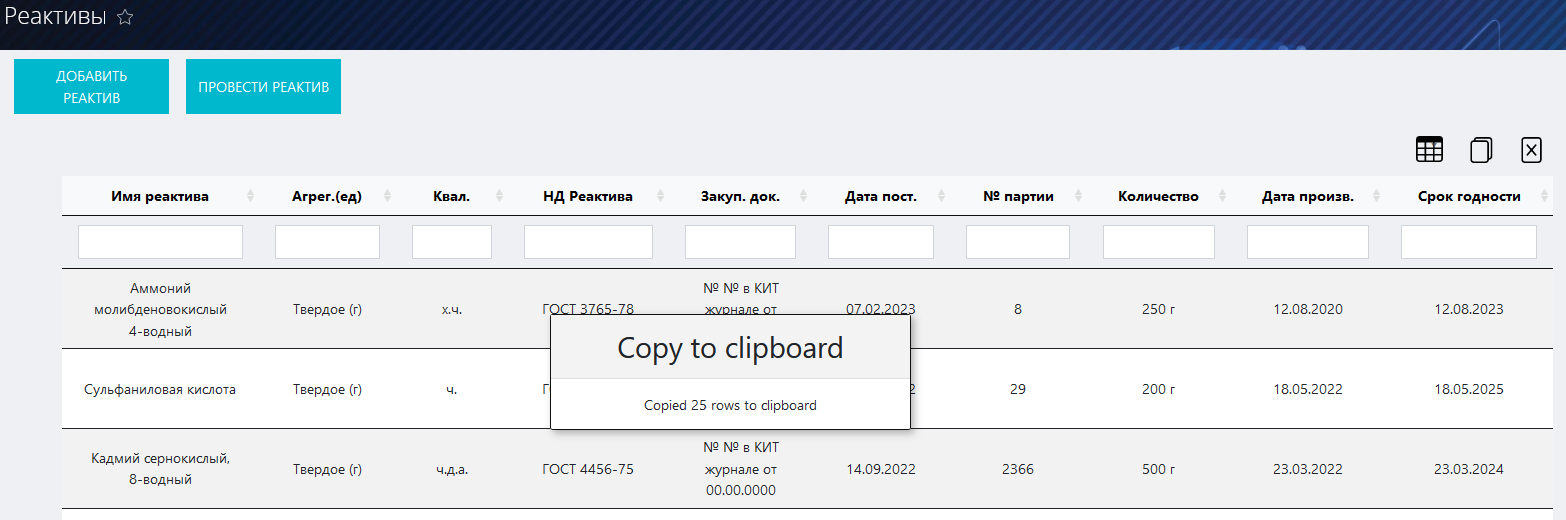 Реактивы
ДОБАВИТЬ
РЕАКТИВ
ПРОВЕСТИ РЕАКТИВ
Имя реактива Агрег.(ед) Квал. НД Реактива Закуп. док. Дата пост. № партии Количество Дата произв. Срок годности
Аммоний
молибденовокислый
4-водный
Твердое (г)
х.ч.
ГОСТ 3765-78
№ № в КИТ
журнале от
07.02.2023
8
250 г
12.08.2020
12.08.2023
Copy to clipboard
Copied 25 rows to clipboard
Сульфаниловая кислота
Твердое (г)
ч.
29
200 г
18.05.2022
18.05.2025
Кадмий сернокислый,
8-водный
Твердое (г)
ч.д.а.
ГОСТ 4456-75
№ № в КИТ
журнале от
00.00.0000
14.09.2022
2366
500 г
23.03.2022
23.03.2024